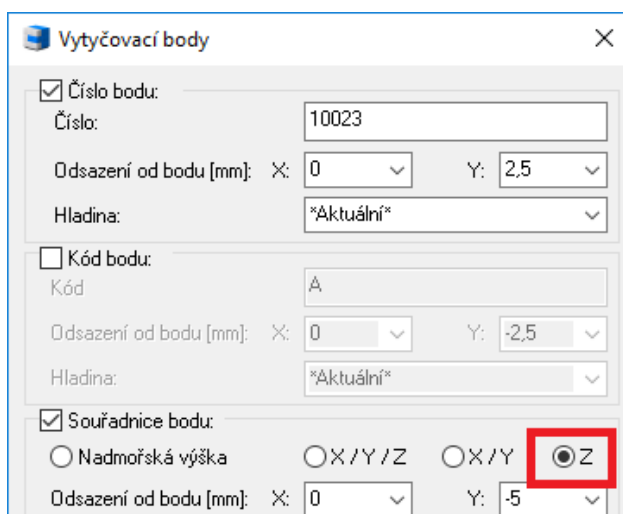 Vytyčovací body
Číslo bodu:
Číslo: 10023
Odsazení od bodu [mm]: X: 0 Y: 2,5
Hladina: *Aktuální*
Kód bodu:
Kód A
Odsazení od bodu [mm]: X: 0 Y: -2,5
Hladina: *Aktuální*
Souřadnice bodu:
Nadmořská výška X/Y/Z X/Y Z
Odsazení od bodu [mm]: X: 0 Y: -5